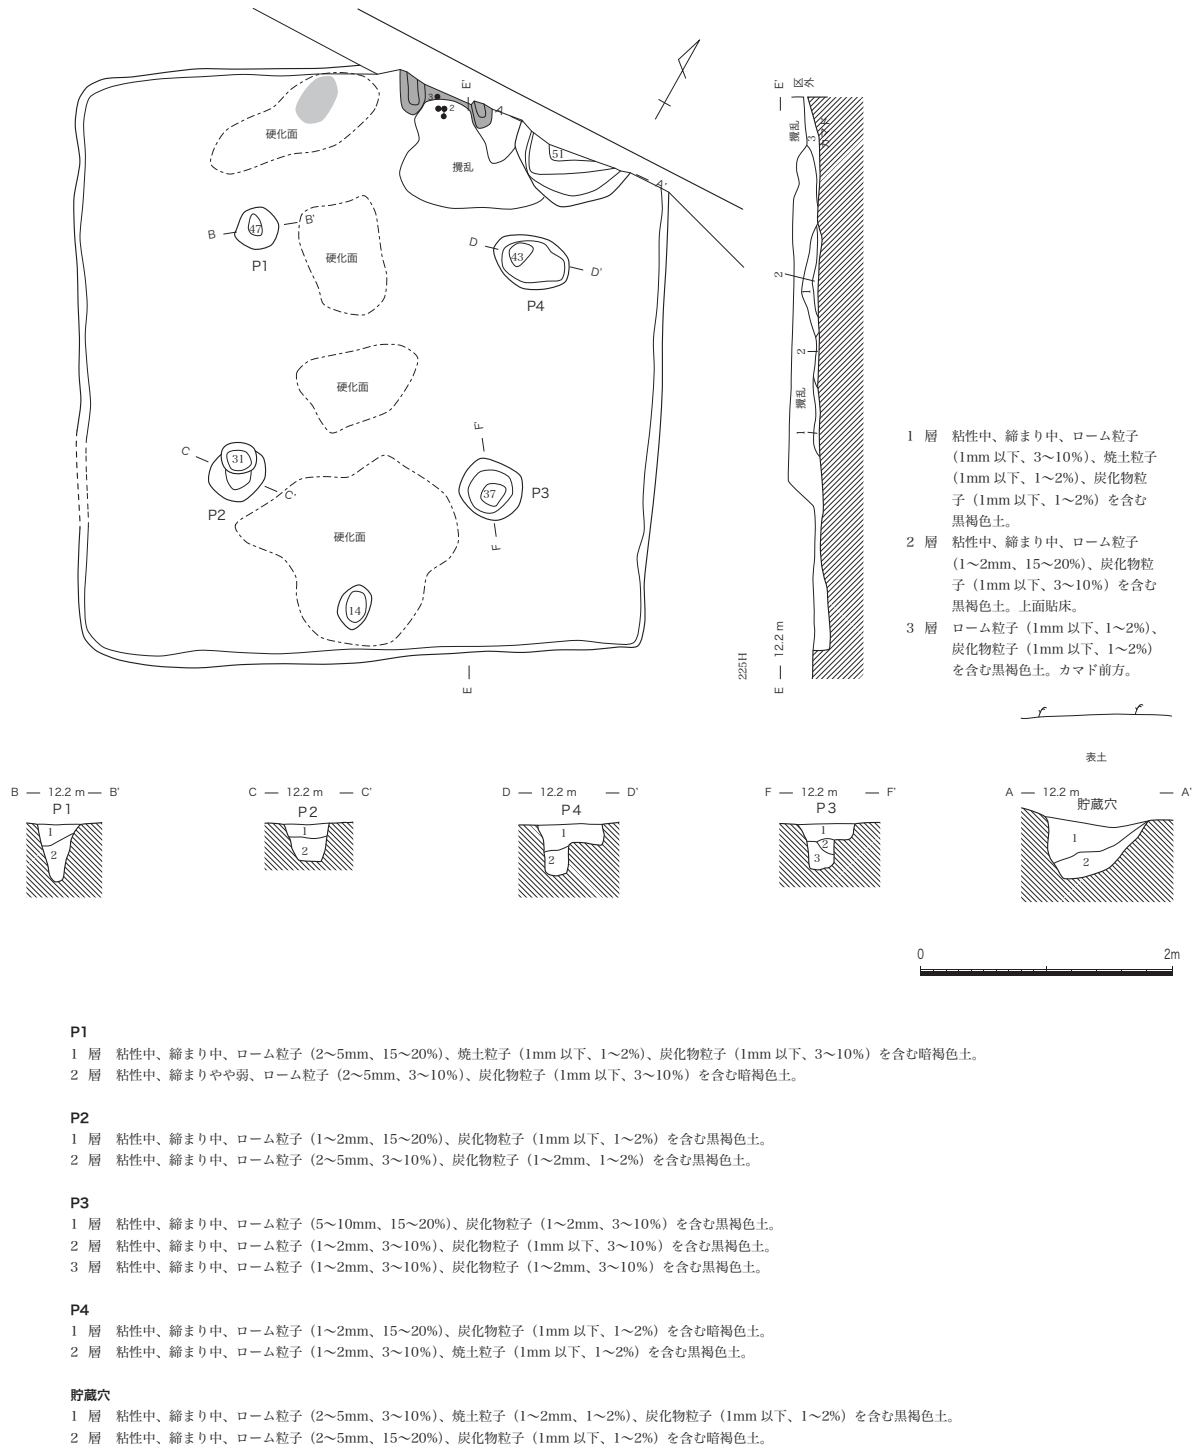 E'
3
2
A
硬化面
攪乱
51
A'
B
47
B'
P1
硬化面
D
43
D'
P4
硬化面
F'
C
31
C'
P2
37
P3
F
硬化面
14
E
E'
区外
攪乱
3
カマド
2
1
2
攪乱
1
12.2 m
E
225H
1 層 粘性中、締まり中、ローム粒子
(1mm 以下、3〜10%)、焼土粒子
(1mm 以下、1〜2%)、炭化物粒
子（1mm 以下、1〜2%）を含む
黒褐色土。
2 層 粘性中、締まり中、ローム粒子
(1〜2mm、15〜20%)、炭化物粒
子（1mm 以下、3〜10%）を含む
黒褐色土。上面貼床。
3 層 ローム粒子（1mm 以下、1〜2%)、
炭化物粒子（1mm 以下、1〜2%）
を含む黒褐色土。カマド前方。
表土
B 12.2 m B'
P1
1
2
C 12.2 m C'
P2
1
2
D 12.2 m D'
P4
1
2
F 12.2 m F'
P3
1
2
3
A 12.2 m A'
貯蔵穴
1
2
0 2m
P1
1 層 粘性中、締まり中、ローム粒子（2〜5mm、15〜20%)、焼土粒子（1mm 以下、1〜2%)、炭化物粒子（1mm 以下、3〜10%）を含む暗褐色土。
2 層 粘性中、締まりやや弱、ローム粒子（2〜5mm、3〜10%)、炭化物粒子（1mm 以下、3〜10%）を含む暗褐色土。
P2
1 層 粘性中、締まり中、ローム粒子（1〜2mm、15〜20%)、炭化物粒子（1mm 以下、1〜2%）を含む黒褐色土。
2 層 粘性中、締まり中、ローム粒子（2〜5mm、3〜10%)、炭化物粒子（1〜2mm、1〜2%）を含む黒褐色土。
P3
1 層 粘性中、締まり中、ローム粒子（5〜10mm、15〜20%)、炭化物粒子（1〜2mm、3〜10%）を含む黒褐色土。
2 層 粘性中、締まり中、ローム粒子（1〜2mm、3〜10%)、炭化物粒子（1mm 以下、3〜10%）を含む黒褐色土。
3 層 粘性中、締まり中、ローム粒子（1〜2mm、3〜10%)、炭化物粒子（1〜2mm、3〜10%）を含む黒褐色土。
P4
1 層 粘性中、締まり中、ローム粒子（1〜2mm、15〜20%)、炭化物粒子（1mm 以下、1〜2%）を含む暗褐色土。
2 層 粘性中、締まり中、ローム粒子（1〜2mm、3〜10%)、焼土粒子（1mm 以下、1〜2%）を含む黒褐色土。
貯蔵穴
1 層 粘性中、締まり中、ローム粒子（2〜5mm、3〜10%)、焼土粒子（1〜2mm、1〜2%)、炭化物粒子（1mm 以下、1〜2%）を含む黒褐色土。
2 層 粘性中、締まり中、ローム粒子（2〜5mm、15〜20%)、炭化物粒子（1mm 以下、1〜2%）を含む暗褐色土。